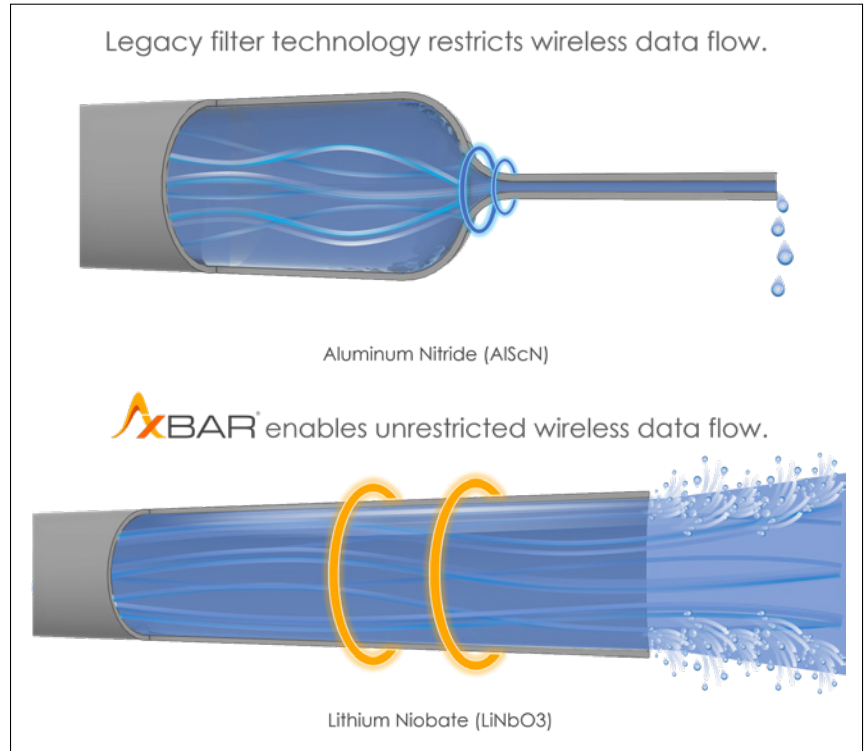 Legacy filter technology restricts wireless data flow.
Aluminum Nitride (AlScN)
XBAR® enables unrestricted wireless data flow.
Lithium Niobate (LiNbO3)